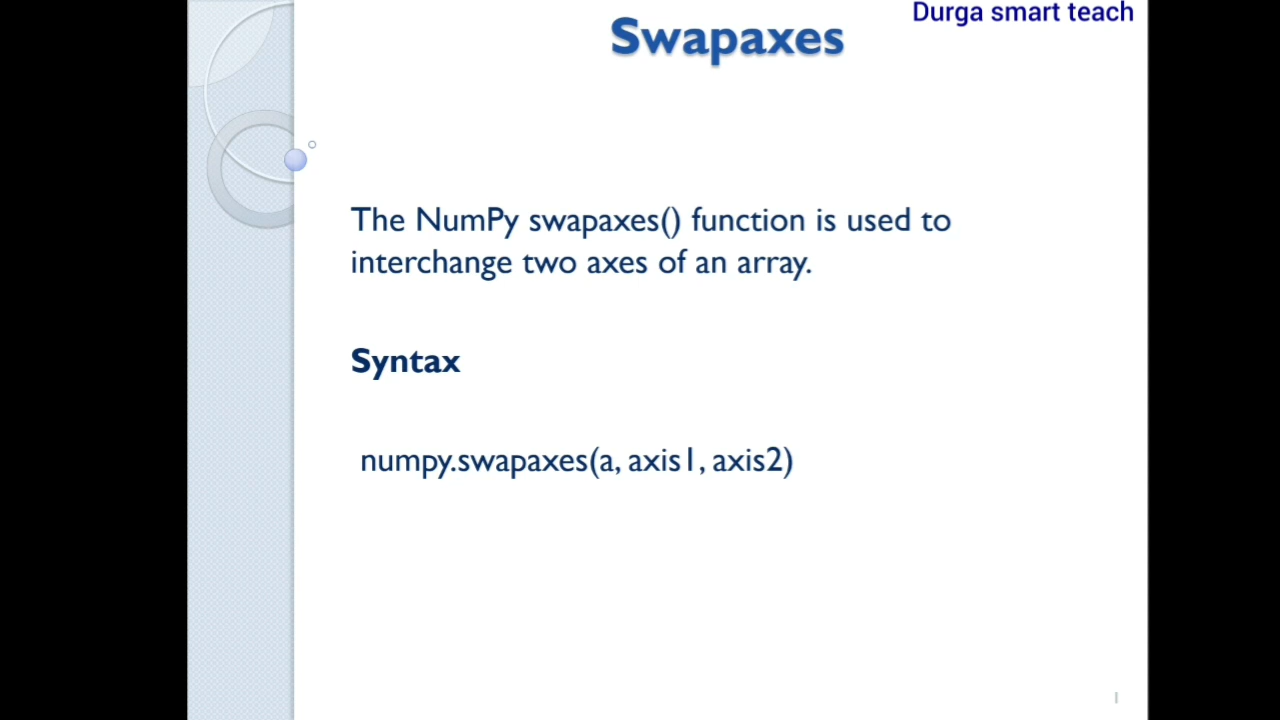 Durga smart teach
Swapaxes
The NumPy swapaxes() function is used to
interchange two axes of an array.
Syntax
numpy.swapaxes(a, axis1, axis2)
1